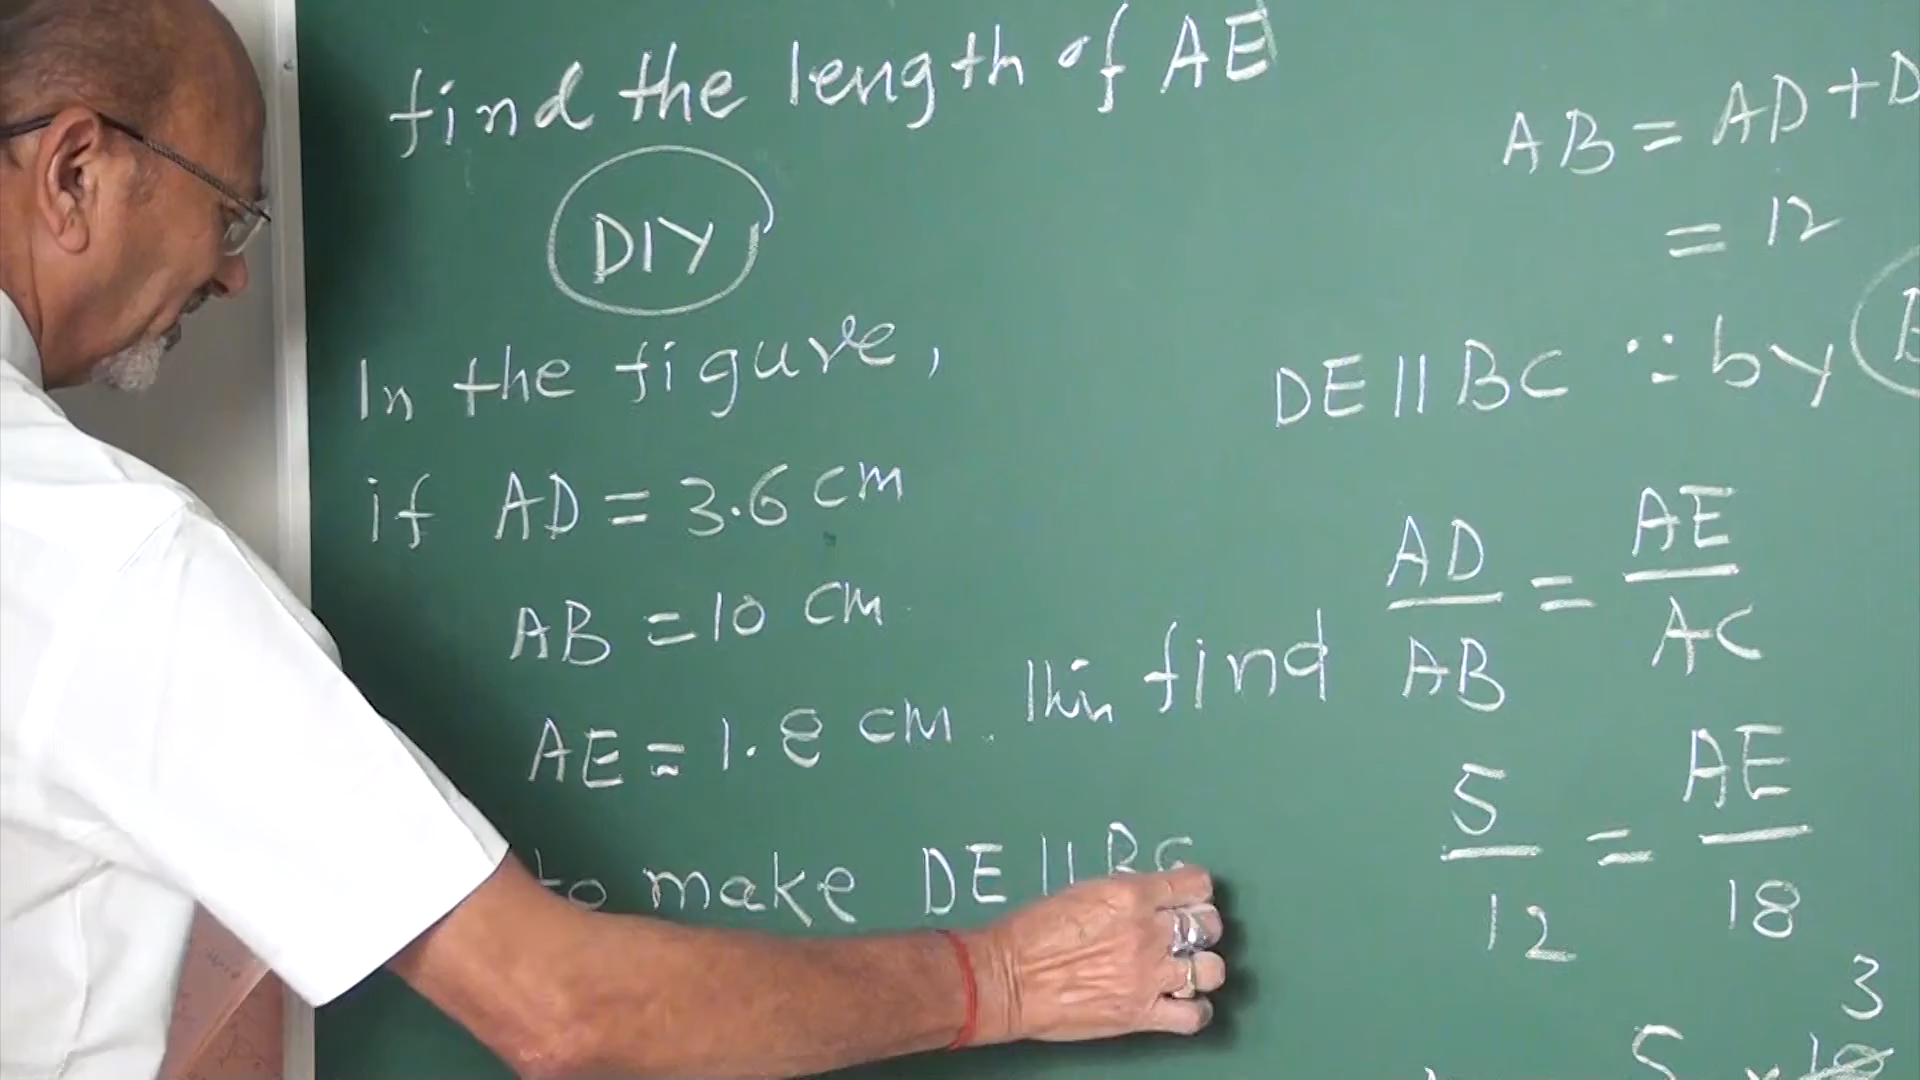 find the length of AE
DIY
In the figure,
if AD = 3.6 cm
AB = 10 cm
AE = 1.8 cm. find
to make DE || BC
AB = AD + D
= 12
DE || BC ∵ by B
AD/AB = AE/AC
5/12 = AE/18
3
5 × 18